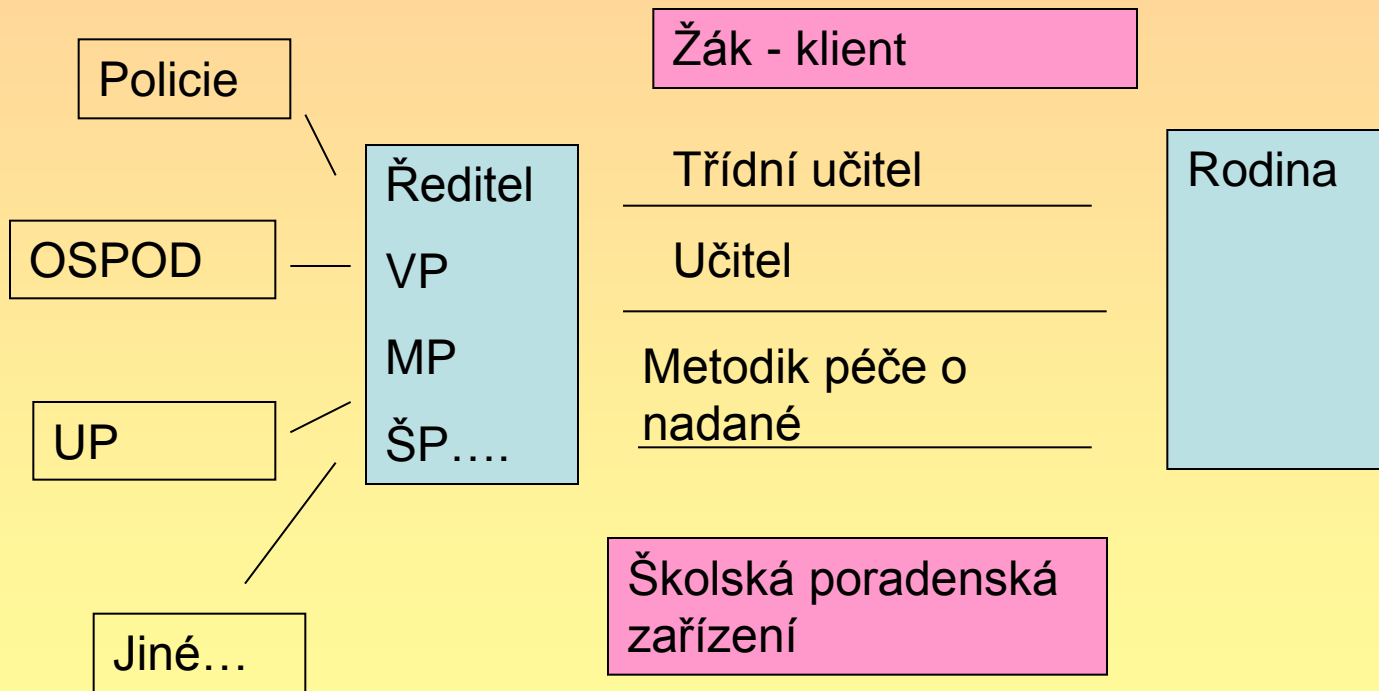 Žák - klient
Policie
Ředitel
VP
MP
ŠP….
Třídní učitel
Rodina
OSPOD
Učitel
Metodik péče o
nadané
UP
Školská poradenská
zařízení
Jiné…